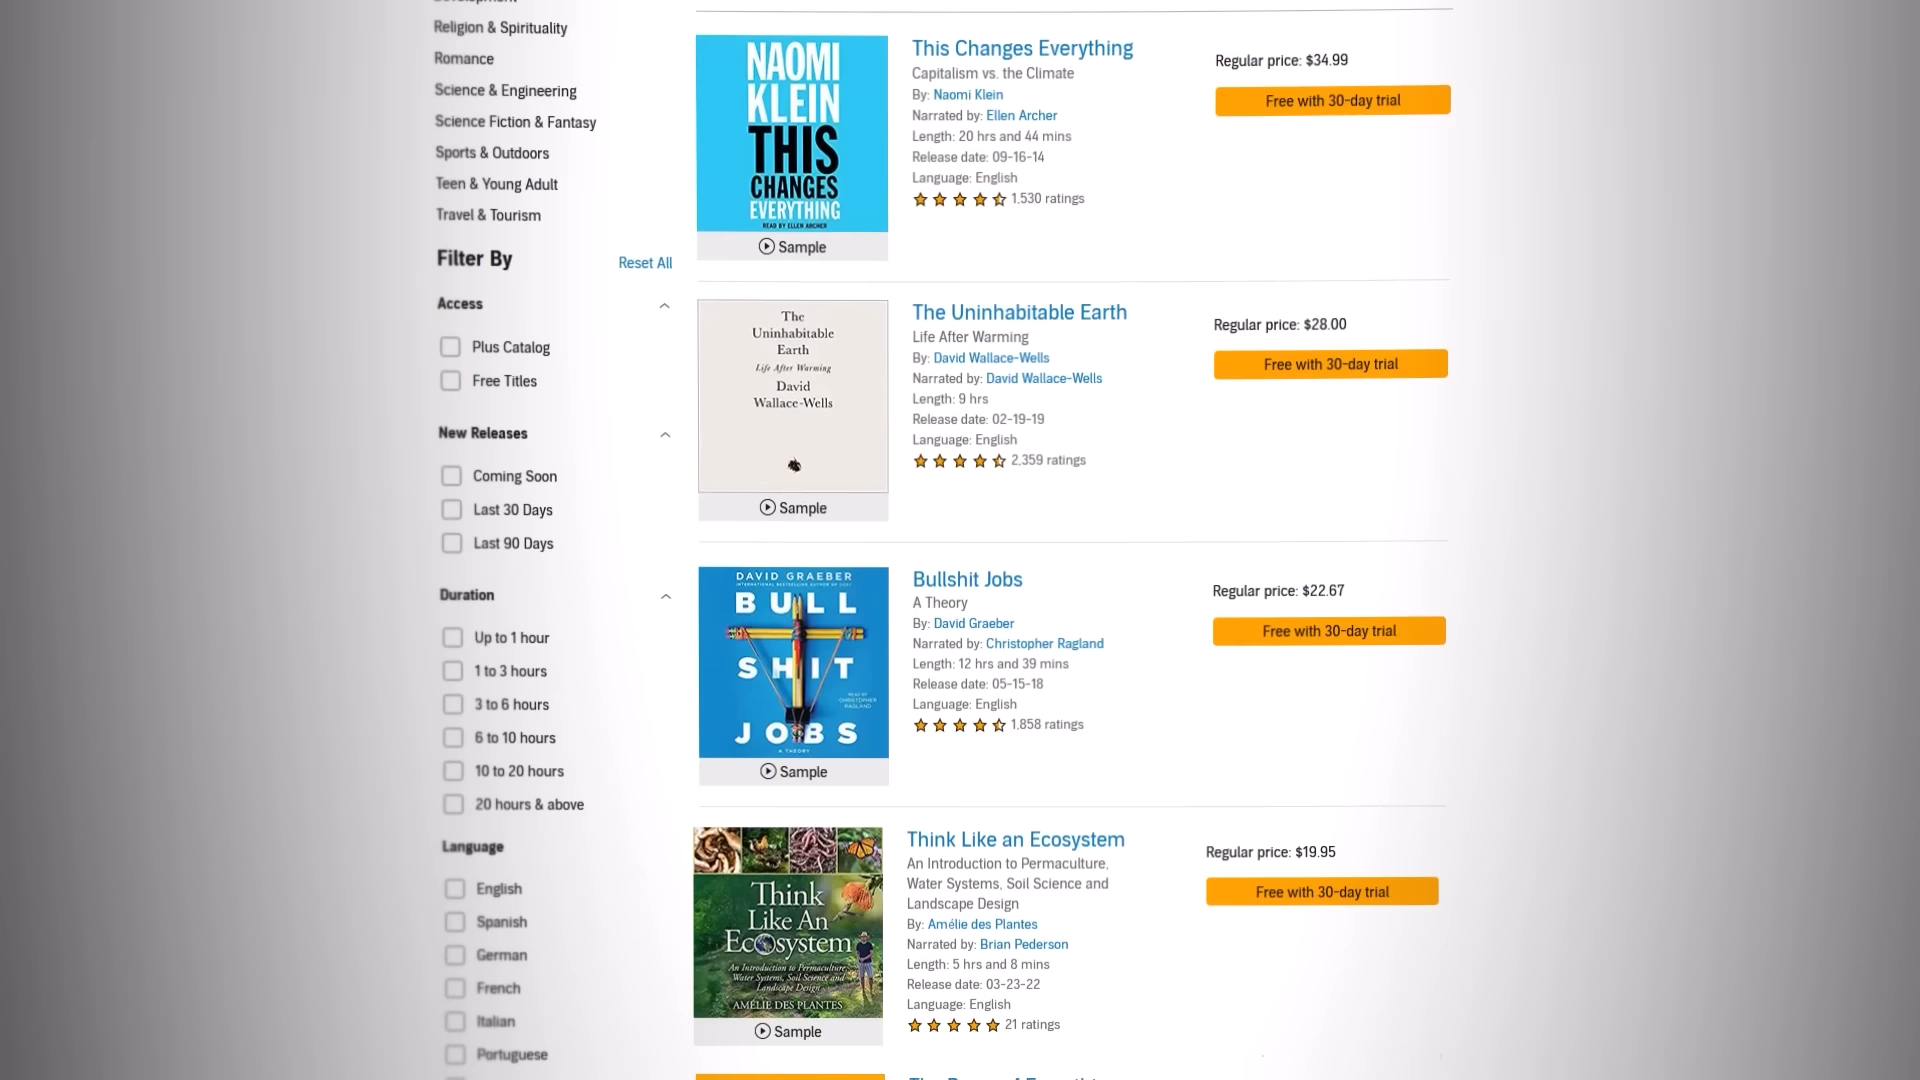 Religion & Spirituality
Romance
Science & Engineering
Science Fiction & Fantasy
Sports & Outdoors
Teen & Young Adult
Travel & Tourism
Filter By
Reset All
Access
Plus Catalog
Free Titles
New Releases
Coming Soon
Last 30 Days
Last 90 Days
Duration
Up to 1 hour
1 to 3 hours
3 to 6 hours
6 to 10 hours
10 to 20 hours
20 hours & above
Language
English
Spanish
German
French
Italian
Portuguese
NAOMI
KLEIN
THIS
CHANGES
EVERYTHING
READ BY ELLEN ARCHER
Sample
This Changes Everything
Capitalism vs. the Climate
By: Naomi Klein
Narrated by: Ellen Archer
Length: 20 hrs and 44 mins
Release date: 09-16-14
Language: English
1,530 ratings
Regular price: $34.99
Free with 30-day trial
The
Uninhabitable
Earth
Life After Warming
David
Wallace-Wells
Sample
The Uninhabitable Earth
Life After Warming
By: David Wallace-Wells
Narrated by: David Wallace-Wells
Length: 9 hrs
Release date: 02-19-19
Language: English
2,359 ratings
Regular price: $28.00
Free with 30-day trial
DAVID GRAEBER
BULL
SHIT
READ BY
CHRISTOPHER
RAGLAND
JOBS
A THEORY
Sample
Bullshit Jobs
A Theory
By: David Graeber
Narrated by: Christopher Ragland
Length: 12 hrs and 39 mins
Release date: 05-15-18
Language: English
1,858 ratings
Regular price: $22.67
Free with 30-day trial
Think
Like An
Ecosystem
An Introduction to Permaculture,
Water Systems, Soil Science and
Landscape Design
AMÉLIE DES PLANTES
Sample
Think Like an Ecosystem
An Introduction to Permaculture,
Water Systems, Soil Science and
Landscape Design
By: Amélie des Plantes
Narrated by: Brian Pederson
Length: 5 hrs and 8 mins
Release date: 03-23-22
Language: English
21 ratings
Regular price: $19.95
Free with 30-day trial